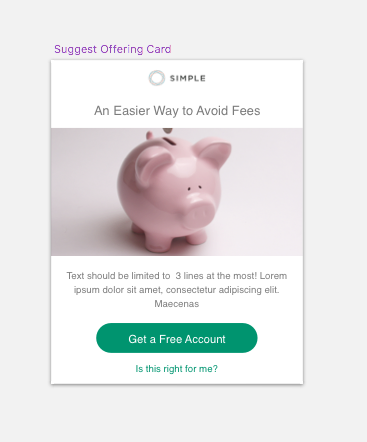 Suggest Offering Card
SIMPLE
An Easier Way to Avoid Fees
Text should be limited to  3 lines at the most! Lorem
ipsum dolor sit amet, consectetur adipiscing elit.
Maecenas
Get a Free Account
Is this right for me?